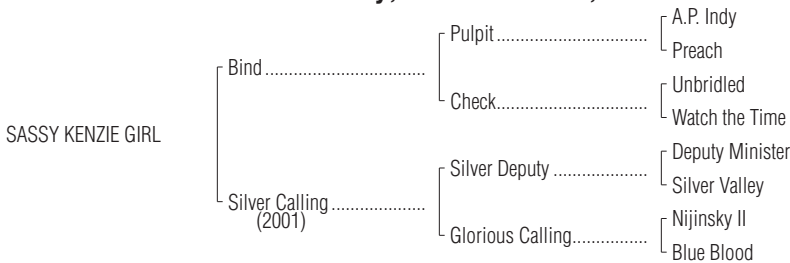 A.P. Indy
Pulpit
Preach
Bind
Unbridled
Check
Watch the Time
SASSY KENZIE GIRL
Deputy Minister
Silver Deputy
Silver Valley
Silver Calling
(2001)
Nijinsky II
Glorious Calling
Blue Blood